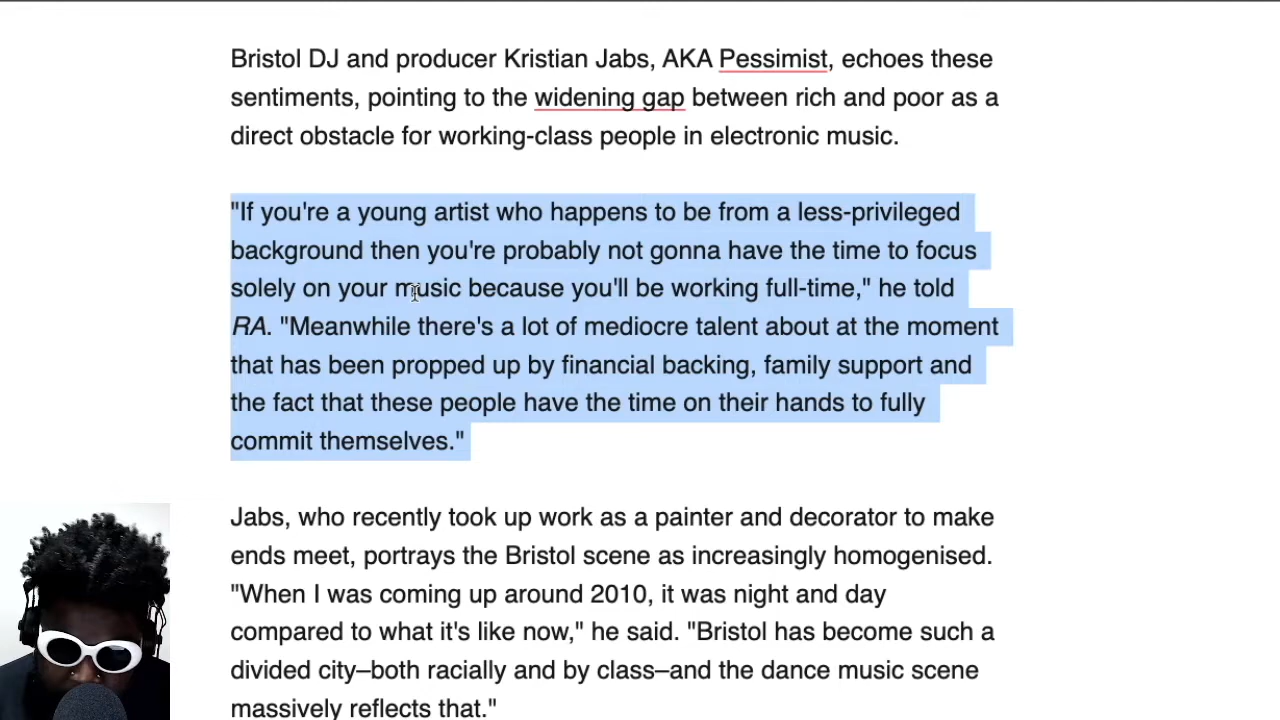 Bristol DJ and producer Kristian Jabs, AKA Pessimist, echoes these
sentiments, pointing to the widening gap between rich and poor as a
direct obstacle for working-class people in electronic music.
"If you're a young artist who happens to be from a less-privileged
background then you're probably not gonna have the time to focus
solely on your music because you'll be working full-time," he told
RA. "Meanwhile there's a lot of mediocre talent about at the moment
that has been propped up by financial backing, family support and
the fact that these people have the time on their hands to fully
commit themselves."
Jabs, who recently took up work as a painter and decorator to make
ends meet, portrays the Bristol scene as increasingly homogenised.
"When I was coming up around 2010, it was night and day
compared to what it's like now," he said. "Bristol has become such a
divided city–both racially and by class–and the dance music scene
massively reflects that."